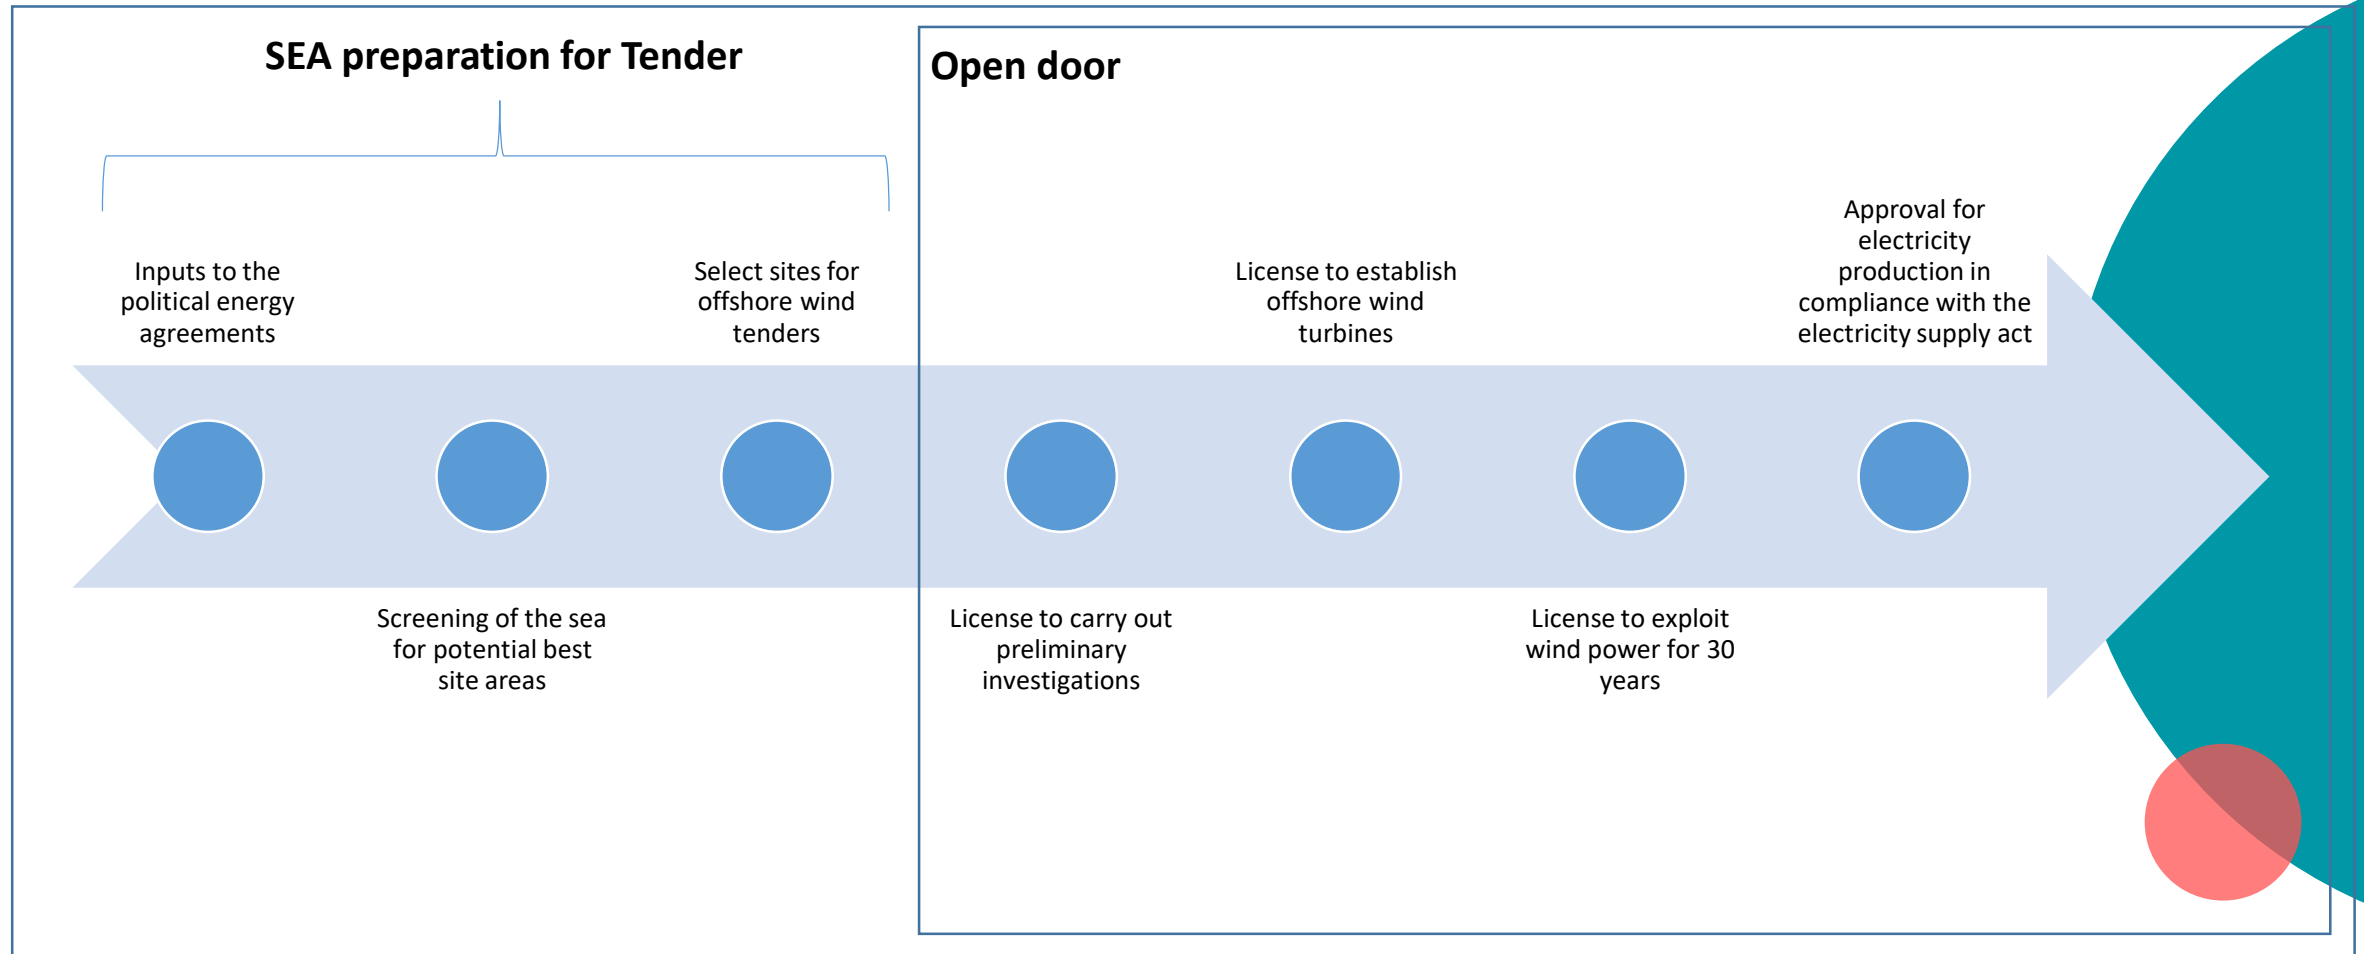 SEA preparation for Tender
Open door
Inputs to the
political energy
agreements
Screening of the sea
for potential best
site areas
Select sites for
offshore wind
tenders
License to carry out
preliminary
investigations
License to establish
offshore wind
turbines
License to exploit
wind power for 30
years
Approval for
electricity
production in
compliance with the
electricity supply act